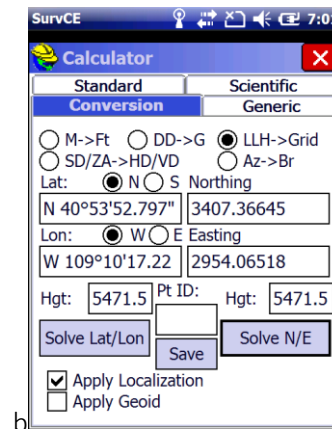 SurvCE 7:0
Calculator
Standard Scientific
Conversion Generic
M->Ft DD->G LLH->Grid
SD/ZA->HD/VD Az->Br
Lat: N S Northing
N 40°53'52.797" 3407.36645
Lon: W E Easting
W 109°10'17.22 2954.06518
Hgt: 5471.5 Pt ID: Hgt: 5471.5
Solve Lat/Lon Save Solve N/E
Apply Localization
Apply Geoid
b